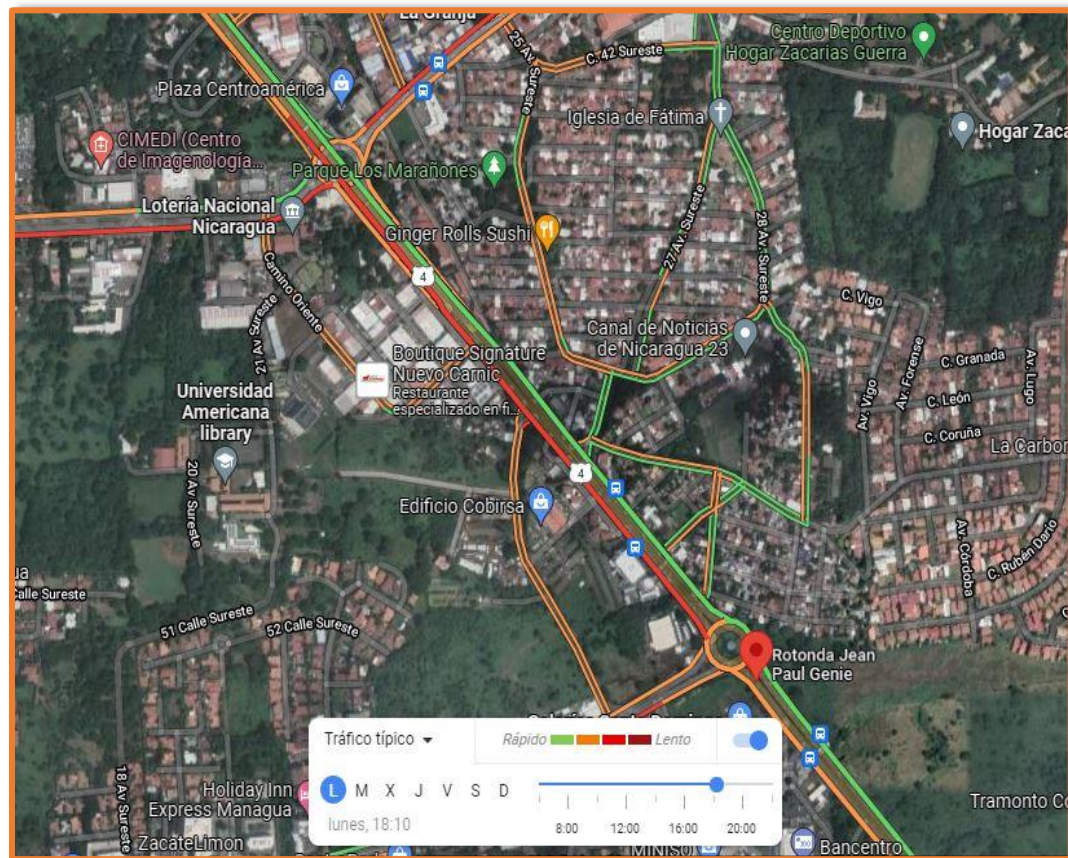 La Granja
Centro Deportivo
Hogar Zacarias Guerra
25 Av. Sureste
C. 42 Sureste
Plaza Centroamérica
Iglesia de Fátima
Hogar Zaca
CIMEDI (Centro
de Imagenología...
Parque Los Marañones
Lotería Nacional
Nicaragua
Ginger Rolls Sushi
27 Av. Sureste
28 Av. Sureste
4
Camino Oriente
21 Av Sureste
C. Vigo
Canal de Noticias
de Nicaragua 23
Boutique Signature
Nuevo Carnic
Restaurante
especializado en fi...
C. Granada
Av. Forense
Av. Lugo
Av. Vigo
C. León
C. Coruña
La Carbon
Universidad
Americana
library
20 Av Sureste
4
Edificio Cobirsa
Av. Córdoba
C. Rubén Darío
ua
Calle Sureste
51 Calle Sureste
52 Calle Sureste
Rotonda Jean
Paul Genie
18 Av Sureste
Holiday Inn
Express Managua
ZacateLimon
Tráfico típico
Rápido
Lento
L M X J V S D
lunes, 18:10
8:00 12:00 16:00 20:00
Tramonto Co
MINISO
Bancentro